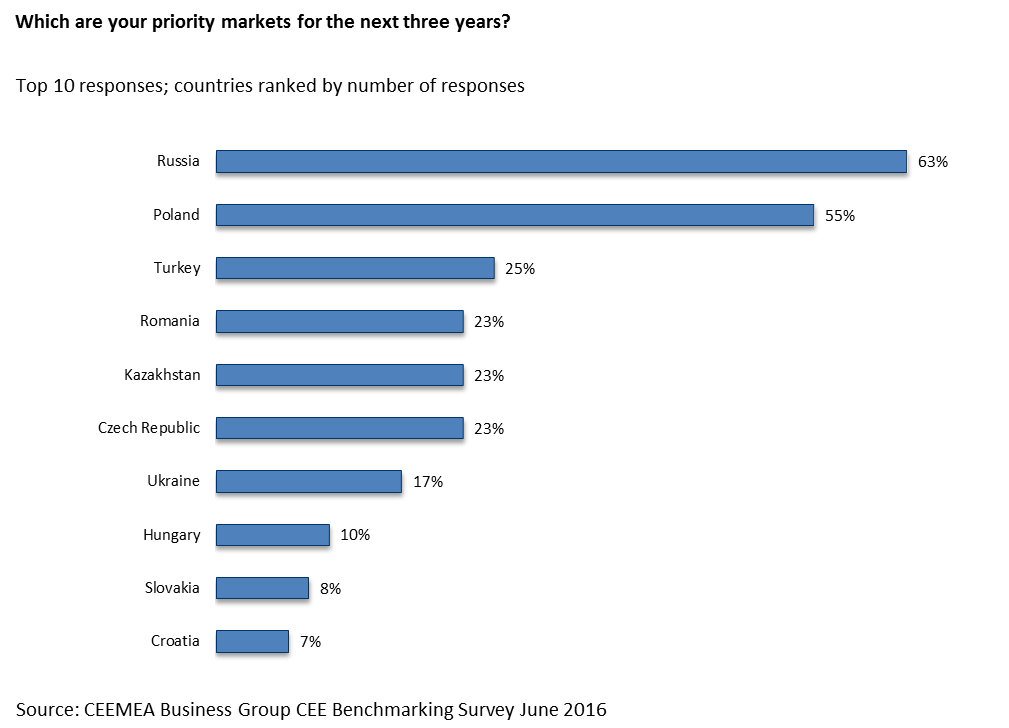 Which are your priority markets for the next three years?
Top 10 responses; countries ranked by number of responses
Russia 63%
Poland 55%
Turkey 25%
Romania 23%
Kazakhstan 23%
Czech Republic 23%
Ukraine 17%
Hungary 10%
Slovakia 8%
Croatia 7%
Source: CEEMEA Business Group CEE Benchmarking Survey June 2016